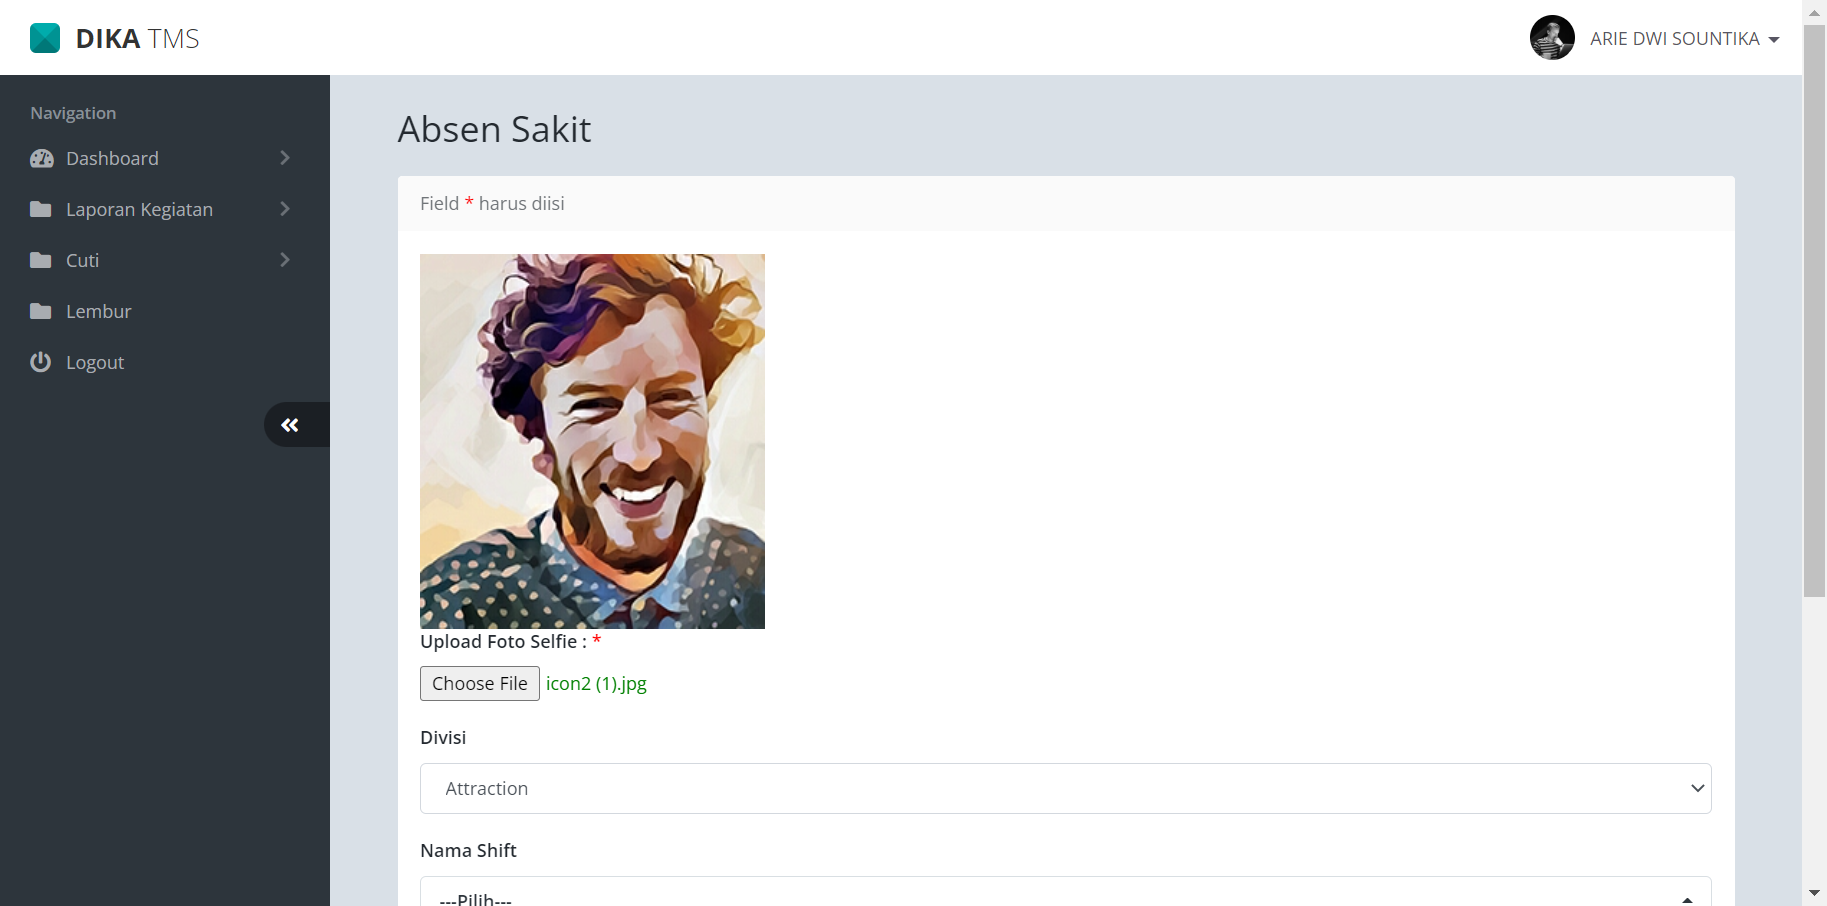 DIKA TMS
ARIE DWI SOUNTIKA
Navigation
Dashboard
Laporan Kegiatan
Cuti
Lembur
Logout
Absen Sakit
Field * harus diisi
Upload Foto Selfie : *
Choose File icon2 (1).jpg
Divisi
Attraction
Nama Shift
---Pilih---